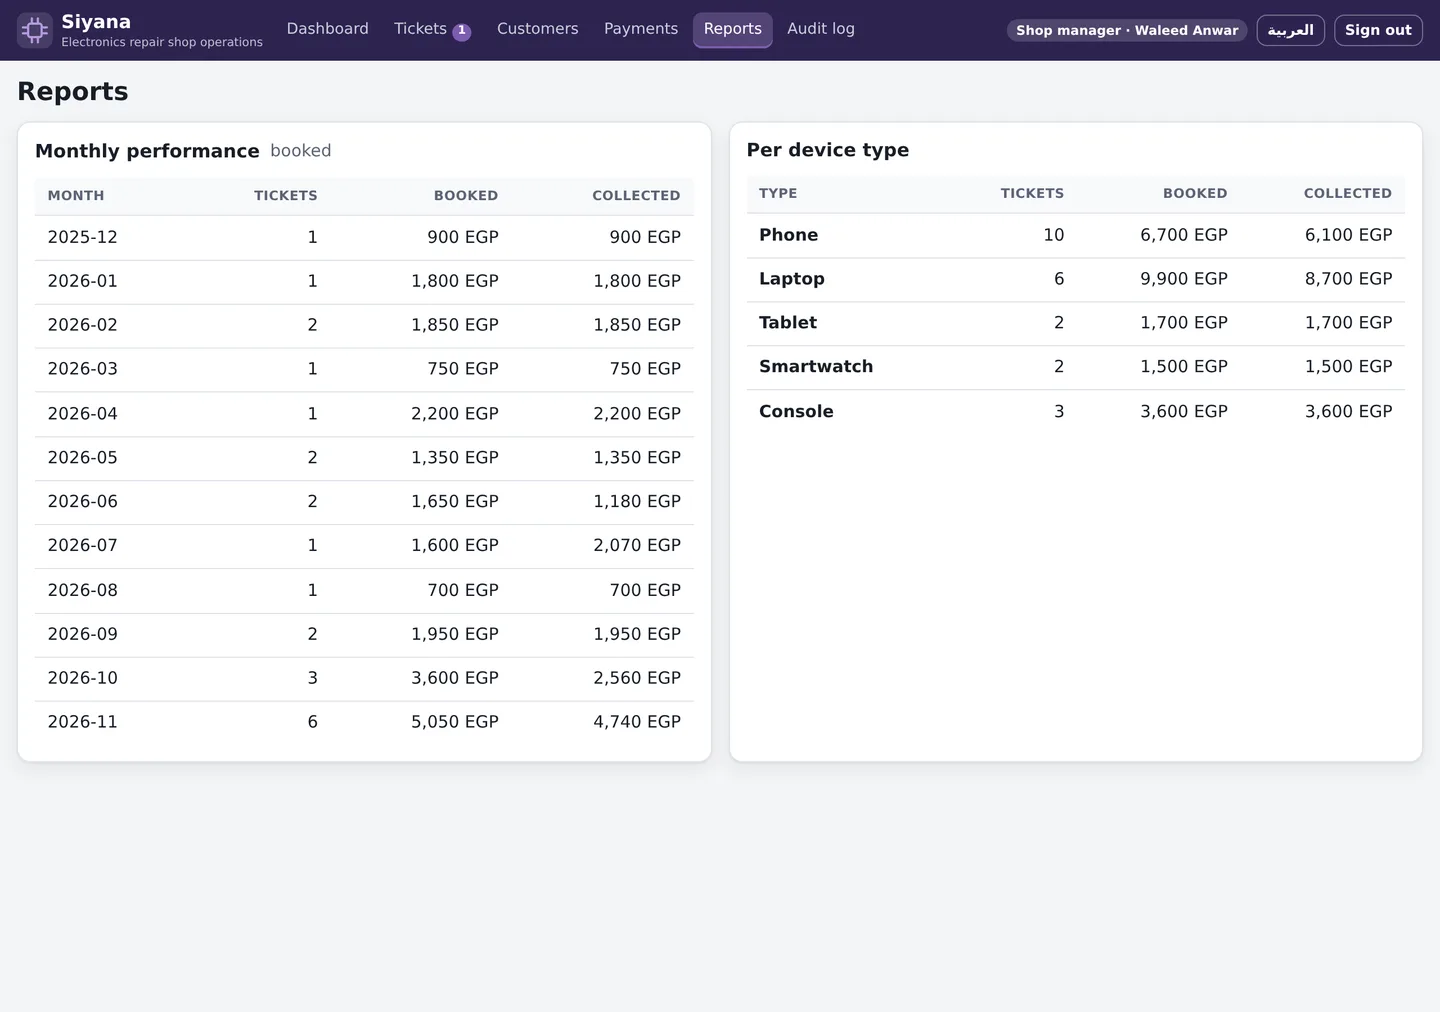 Siyana
Electronics repair shop operations
Dashboard Tickets 1 Customers Payments Reports Audit log
Shop manager · Waleed Anwar العربية Sign out
Reports
Monthly performance booked
MONTH TICKETS BOOKED COLLECTED
2025-12 1 900 EGP 900 EGP
2026-01 1 1,800 EGP 1,800 EGP
2026-02 2 1,850 EGP 1,850 EGP
2026-03 1 750 EGP 750 EGP
2026-04 1 2,200 EGP 2,200 EGP
2026-05 2 1,350 EGP 1,350 EGP
2026-06 2 1,650 EGP 1,180 EGP
2026-07 1 1,600 EGP 2,070 EGP
2026-08 1 700 EGP 700 EGP
2026-09 2 1,950 EGP 1,950 EGP
2026-10 3 3,600 EGP 2,560 EGP
2026-11 6 5,050 EGP 4,740 EGP
Per device type
TYPE TICKETS BOOKED COLLECTED
Phone 10 6,700 EGP 6,100 EGP
Laptop 6 9,900 EGP 8,700 EGP
Tablet 2 1,700 EGP 1,700 EGP
Smartwatch 2 1,500 EGP 1,500 EGP
Console 3 3,600 EGP 3,600 EGP